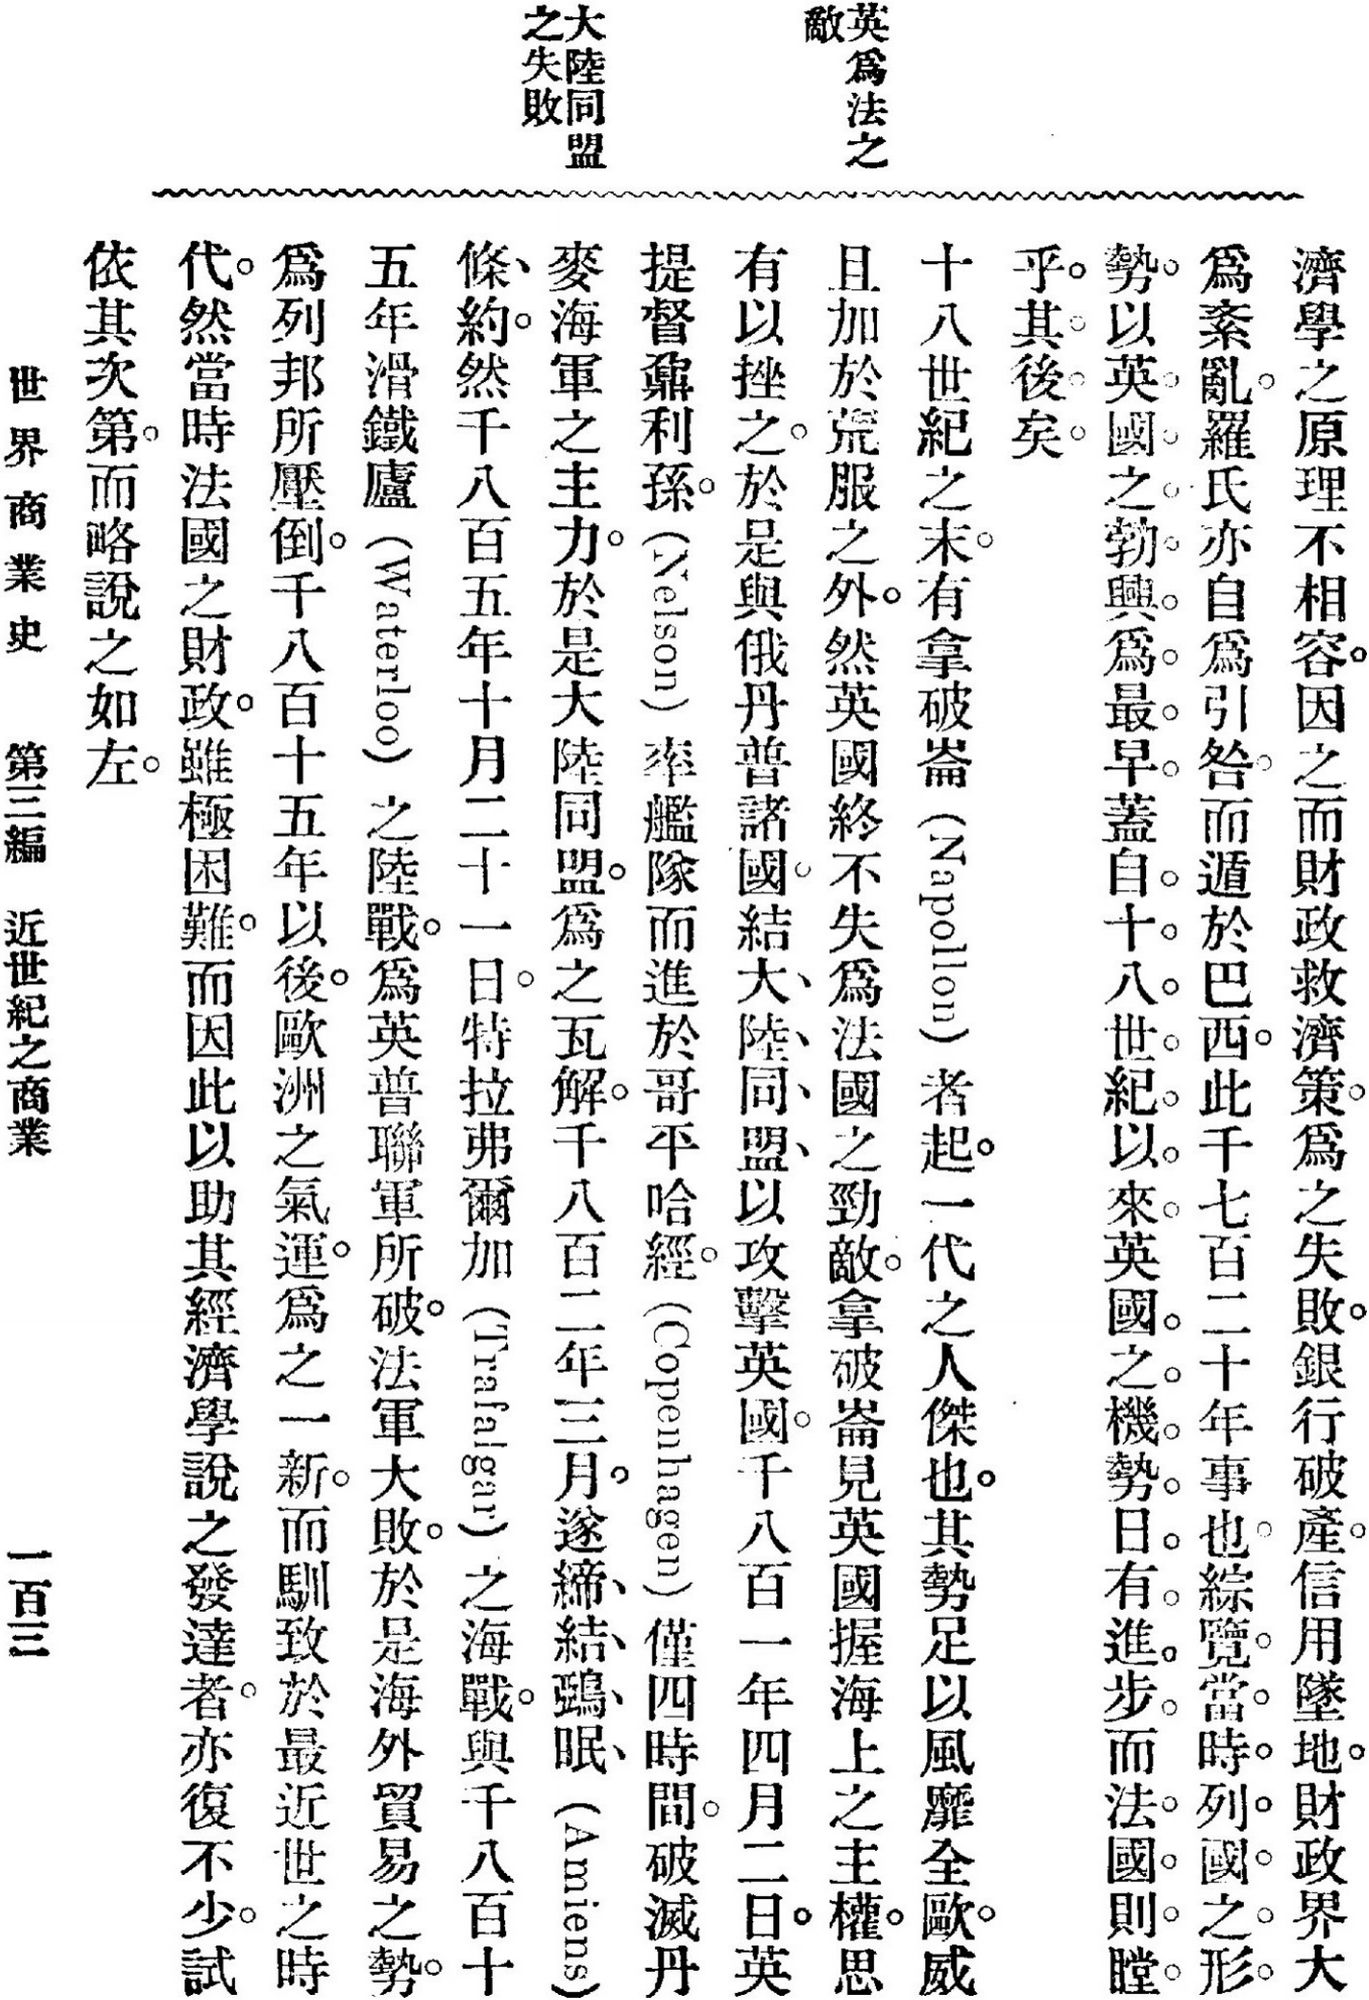 英爲法之
敵
大陸同盟
之失敗
濟學之原理不相容。因之而財政救濟策。爲之失敗。銀行破產。信用墜地。財政界大
爲紊亂。羅氏亦自爲引咎。而遁於巴西。此千七百二十年事也。綜覽。當。時。列。國。之。形。
勢。以英。國。之。勃。興。爲。最。早。蓋自。十。八。世。紀。以。來。英國。之。機。勢。日。有。進。步。而法。國。則。瞠。
乎。其。後。矣。
十八世紀之末。有拿破崙(Napollon)者起。一代之人傑也。其勢足以風靡全歐。威
且加於荒服之外。然英國終不失爲法國之勁敵。拿破崙見英國握海上之主權。思
有以挫之。於是與俄丹普諸國。結大、陸、同、盟、以攻擊英國。千八百一年四月二日。英
提督鼐利孫。(Nelson)率艦隊而進於哥平哈經。(Copenhagen)僅四時間。破滅丹
麥海軍之主力。於是大陸同盟。爲之瓦解。千八百二年三月。遂締、結、鵶、眠、(Amiens)
條、約。然千八百五年十月二十一日。特拉弗爾加(Trafalgar)之海戰。與千八百十
五年滑鐵廬(Waterloo)之陸戰。爲英普聯軍所破。法軍大敗。於是海外貿易之勢。
爲列邦所壓倒。千八百十五年以後。歐洲之氣運。爲之一新。而馴致於最近世之時
代。然當時法國之財政。雖極困難。而因此以助其經濟學說之發達者。亦復不少。試
依其次第。而略說之如左。
世界商業史　第三編　近世紀之商業　一百三